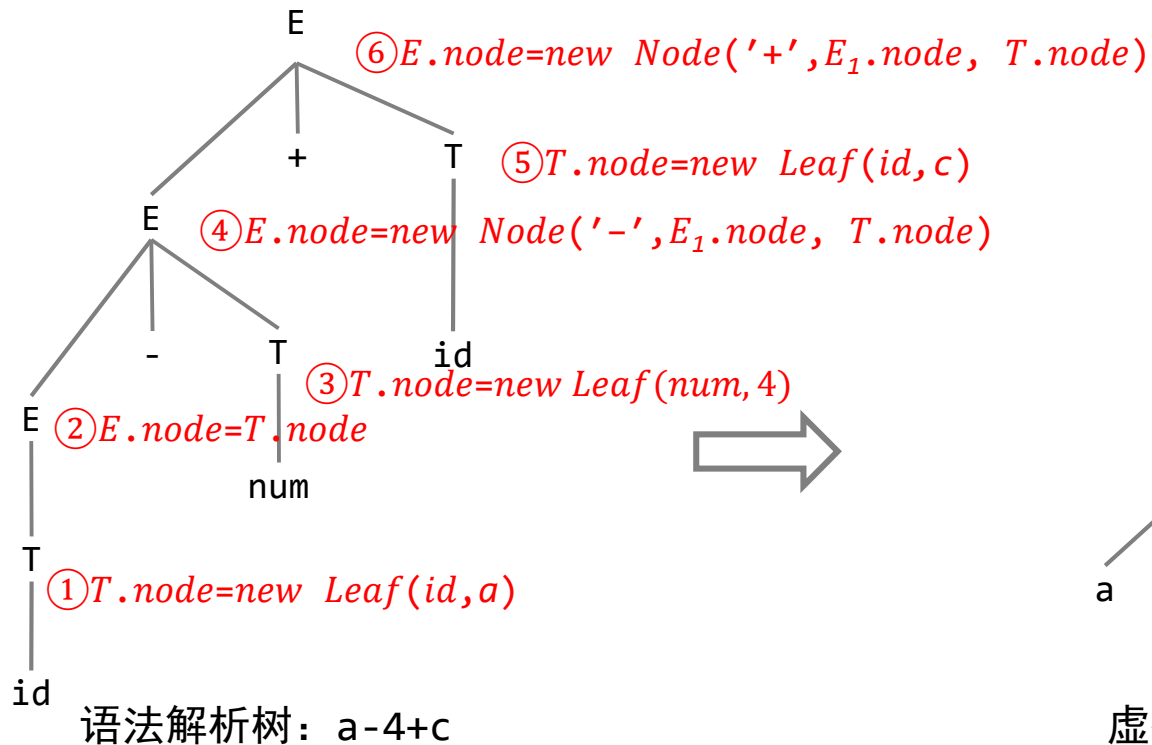 E
⑥E.node=new Node('+',E₁.node, T.node)
+
T
⑤T.node=new Leaf(id,c)
E
④E.node=new Node('-',E₁.node, T.node)
-
T
id
③T.node=new Leaf(num,4)
E
②E.node=T.node
num
T
①T.node=new Leaf(id,a)
a
id
语法解析树：a-4+c
虚